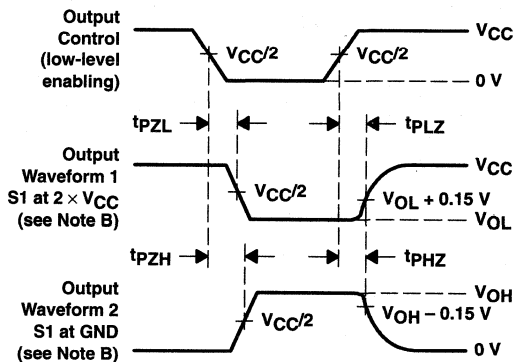 Output
Control
(low-level
enabling)
VCC/2
VCC/2
VCC
0 V
tPZL
tPLZ
Output
Waveform 1
S1 at 2 × VCC
(see Note B)
VCC/2
VCC
VOL + 0.15 V
VOL
tPZH
tPHZ
Output
Waveform 2
S1 at GND
(see Note B)
VCC/2
VOH
VOH − 0.15 V
0 V